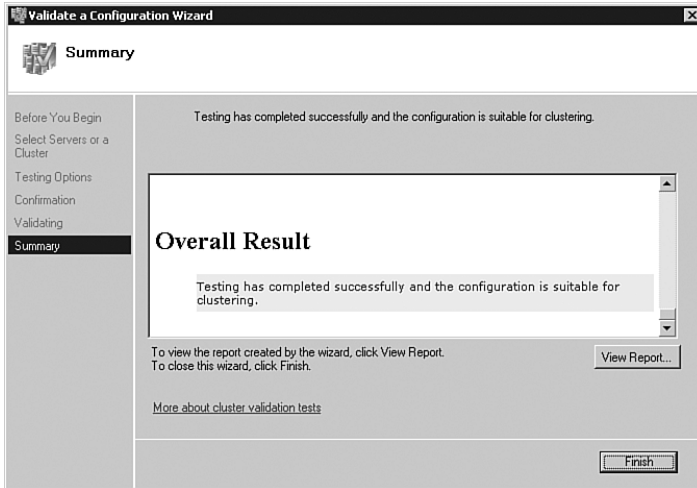 Validate a Configuration Wizard
Summary
Before You Begin
Select Servers or a
Cluster
Testing Options
Confirmation
Validating
Summary
Testing has completed successfully and the configuration is suitable for clustering.
Overall Result
Testing has completed successfully and the configuration is suitable for
clustering.
To view the report created by the wizard, click View Report.
To close this wizard, click Finish.
View Report...
More about cluster validation tests
Finish